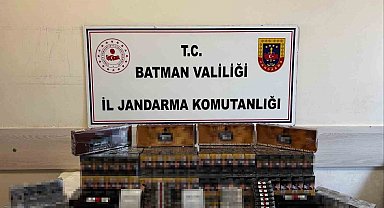 T.C.
BATMAN VALİLİĞİ
İL JANDARMA KOMUTANLIĞI